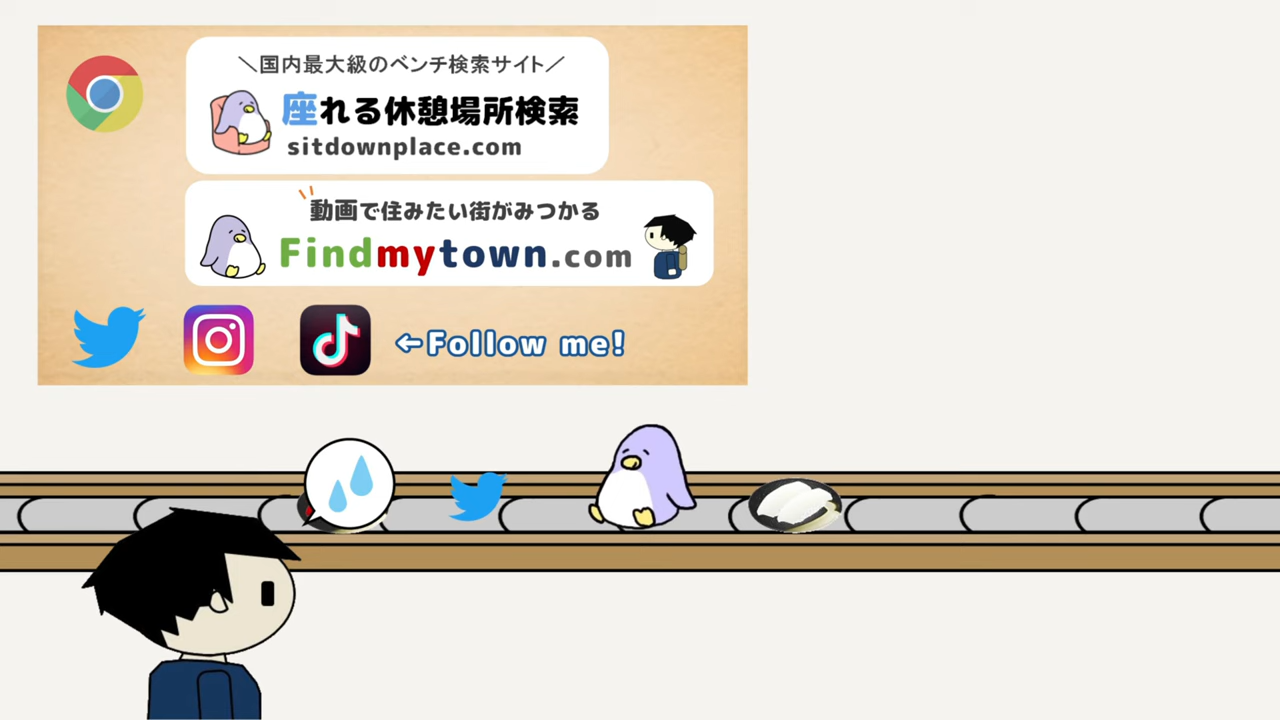 ＼国内最大級のベンチ検索サイト／
座れる休憩場所検索
sitdownplace.com
動画で住みたい街がみつかる
Findmytown.com
←Follow me!